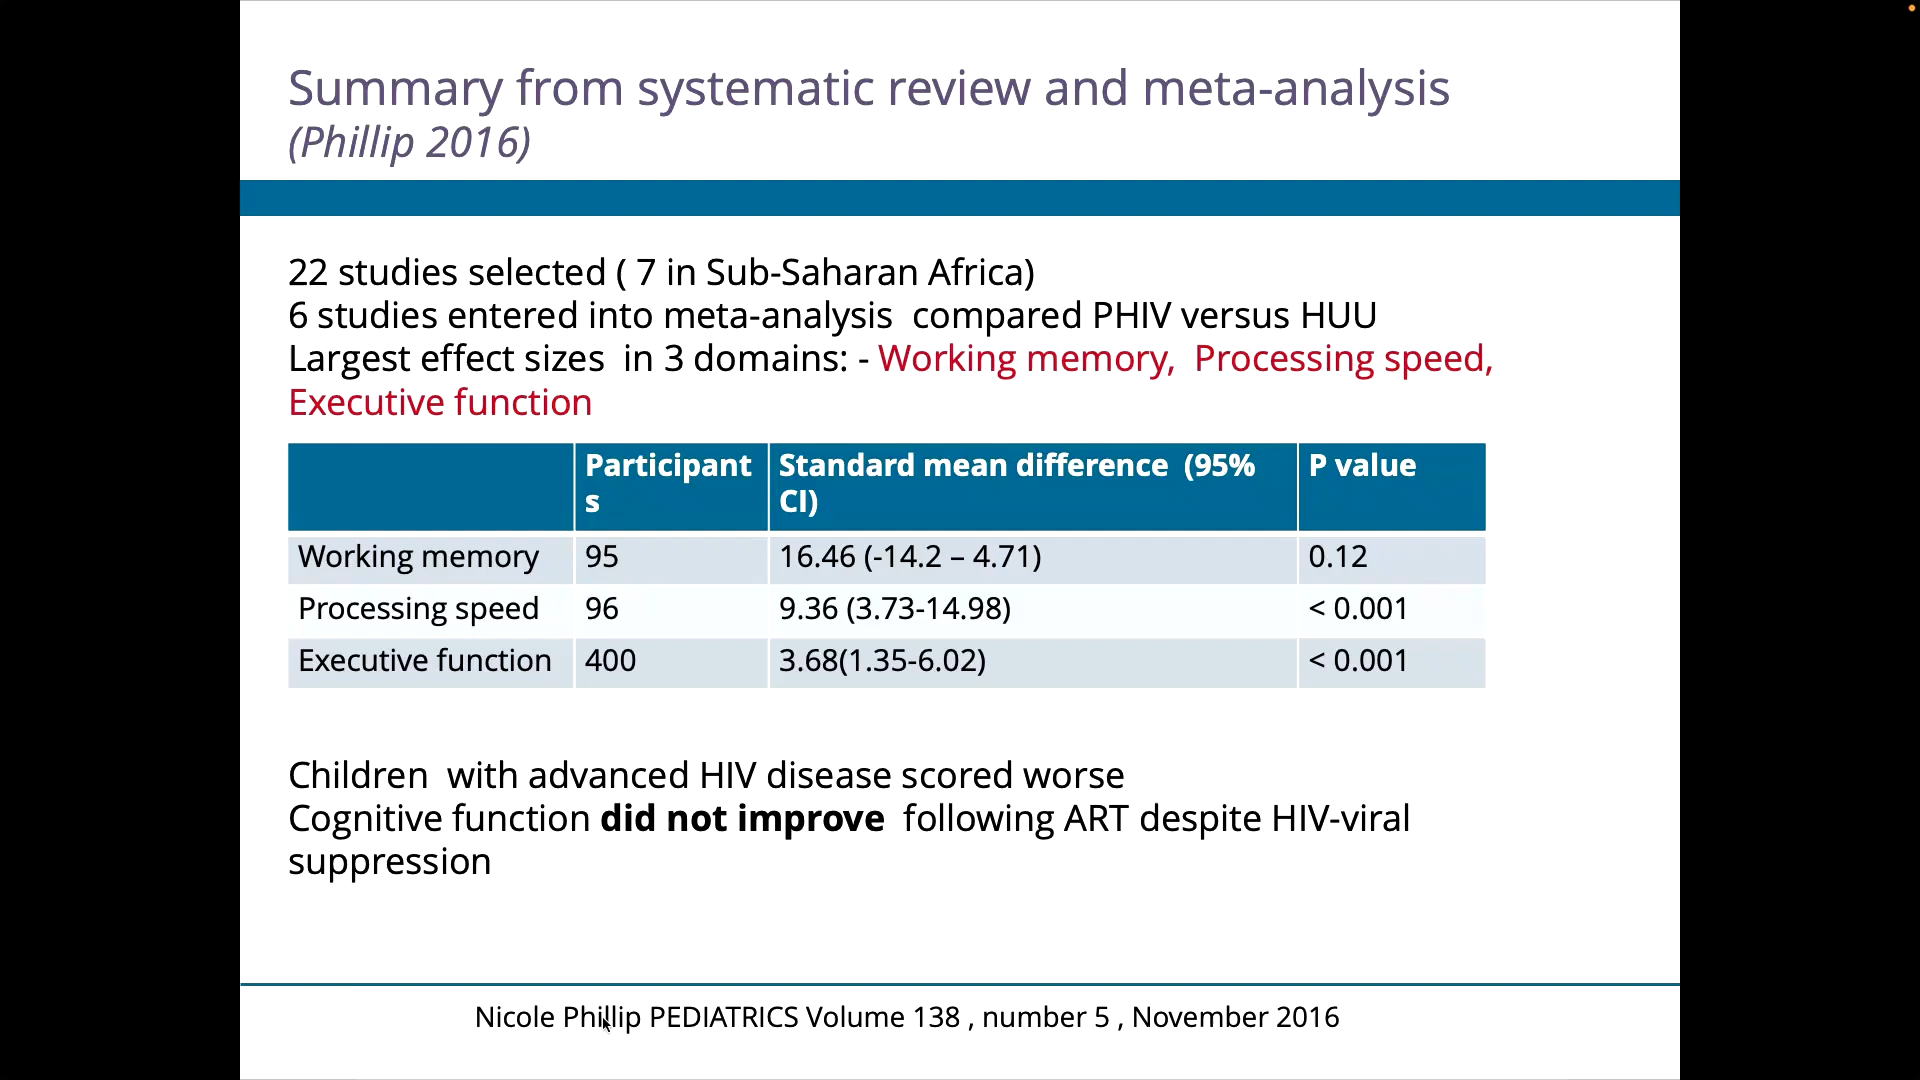 Summary from systematic review and meta-analysis
(Phillip 2016)
22 studies selected ( 7 in Sub-Saharan Africa)
6 studies entered into meta-analysis  compared PHIV versus HUU
Largest effect sizes  in 3 domains: - Working memory,  Processing speed,
Executive function
Participant
s
Standard mean difference  (95%
CI)
P value
Working memory 95 16.46 (-14.2 – 4.71) 0.12
Processing speed 96 9.36 (3.73-14.98) < 0.001
Executive function 400 3.68(1.35-6.02) < 0.001
Children  with advanced HIV disease scored worse
Cognitive function did not improve  following ART despite HIV-viral
suppression
Nicole Phillip PEDIATRICS Volume 138 , number 5 , November 2016